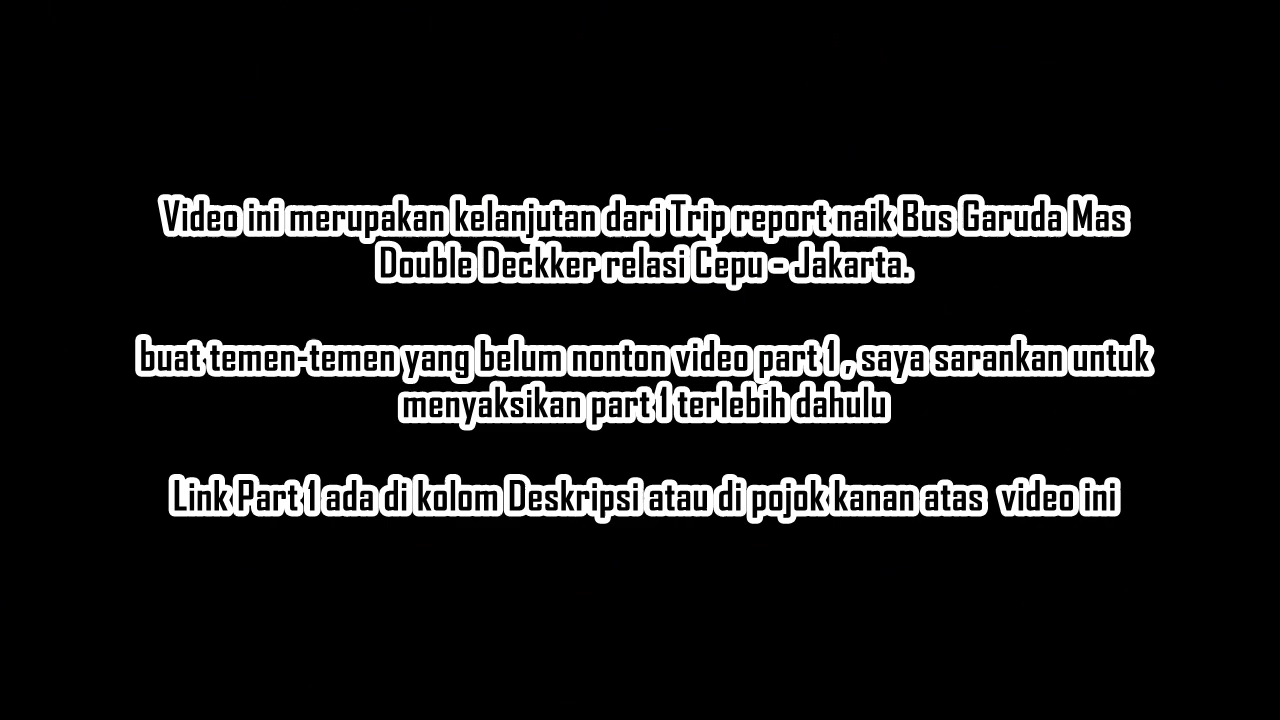 Video ini merupakan kelanjutan dari Trip report naik Bus Garuda Mas
Double Deckker relasi Cepu - Jakarta.
buat temen-temen yang belum nonton video part 1 , saya sarankan untuk
menyaksikan part 1 terlebih dahulu
Link Part 1 ada di kolom Deskripsi atau di pojok kanan atas video ini